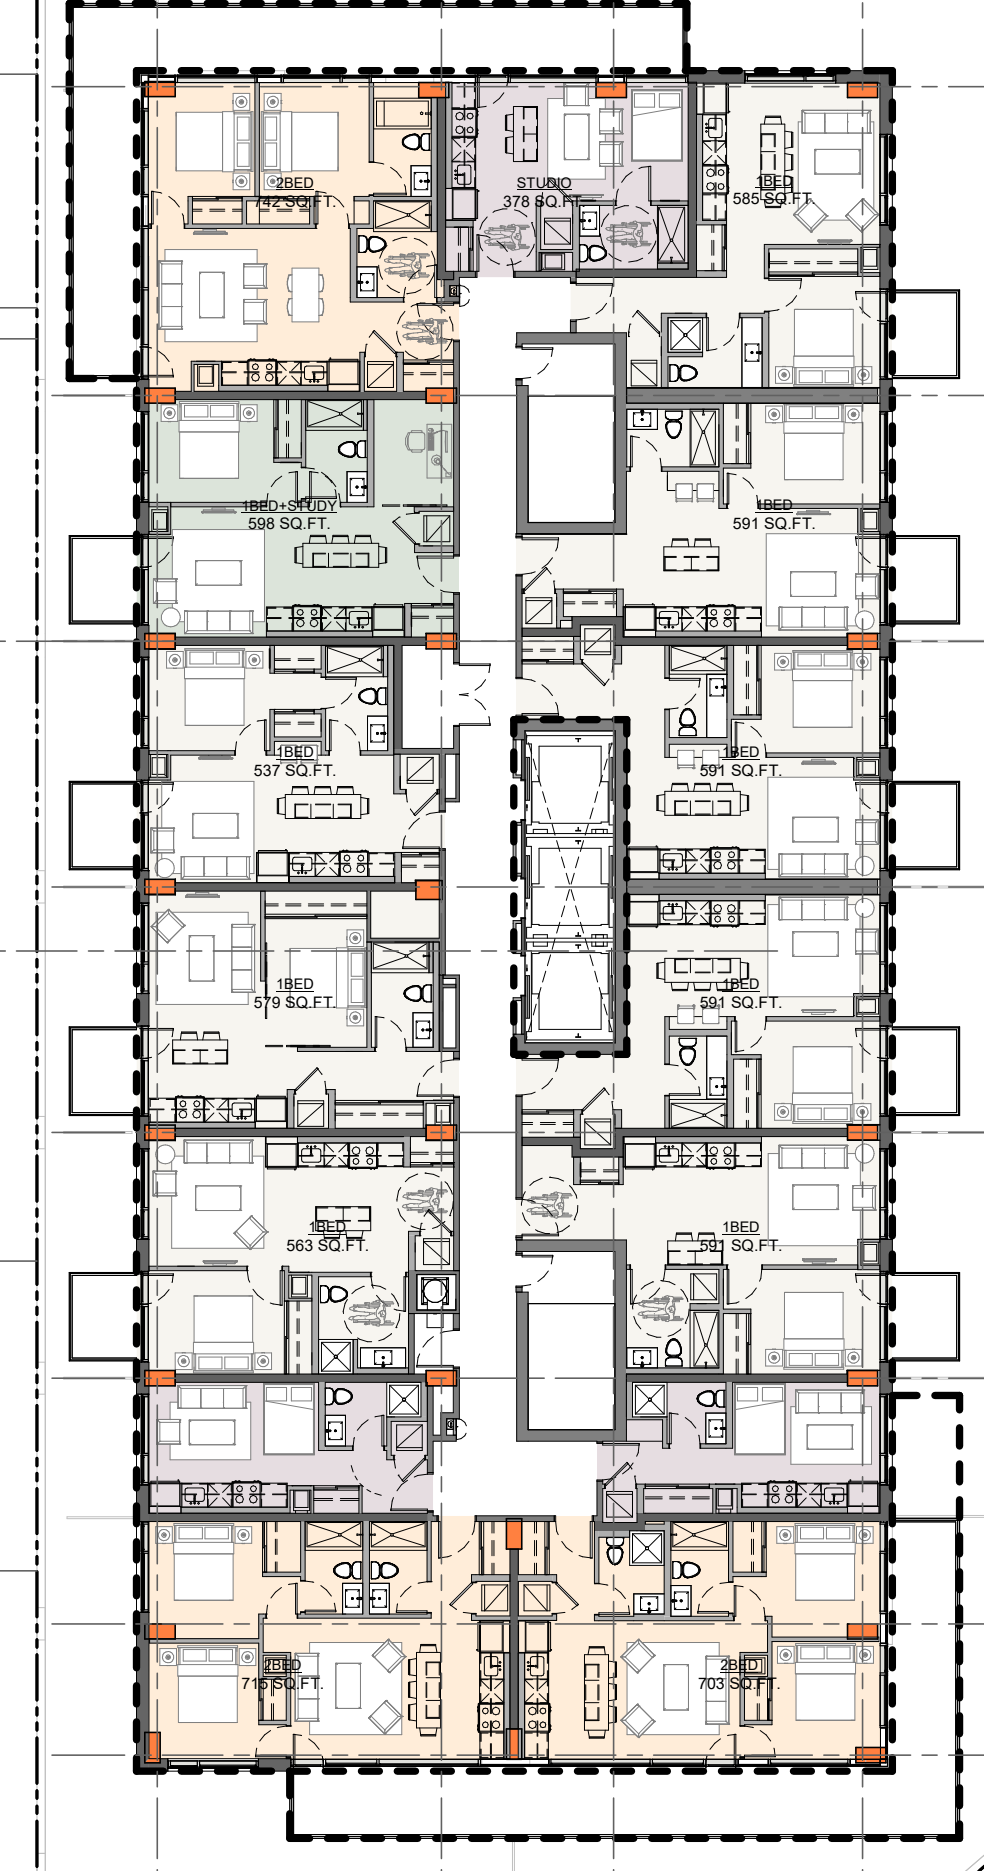 2BED
742 SQ.FT.
STUDIO
378 SQ.FT.
1BED
585 SQ.FT.
1BED+STUDY
598 SQ.FT.
1BED
591 SQ.FT.
1BED
537 SQ.FT.
1BED
591 SQ.FT.
1BED
579 SQ.FT.
1BED
591 SQ.FT.
1BED
563 SQ.FT.
1BED
591 SQ.FT.
2BED
715 SQ.FT.
2BED
703 SQ.FT.